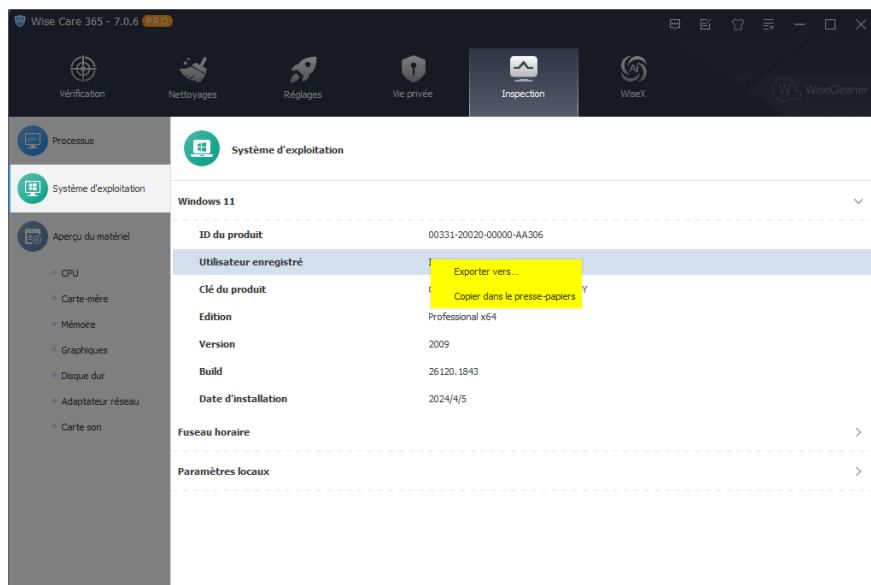 Wise Care 365 - 7.0.6 PRO
Vérification
Nettoyages
Réglages
Vie privée
Inspection
AI
WiseX
W WiseCleaner
Processus
Système d'exploitation
Aperçu du matériel
CPU
Carte-mère
Mémoire
Graphiques
Disque dur
Adaptateur réseau
Carte son
Système d'exploitation
Windows 11
ID du produit 00331-20020-00000-AA306
Utilisateur enregistré
Exporter vers...
Clé du produit Y
Copier dans le presse-papiers
Edition Professional x64
Version 2009
Build 26120.1843
Date d'installation 2024/4/5
Fuseau horaire
Paramètres locaux